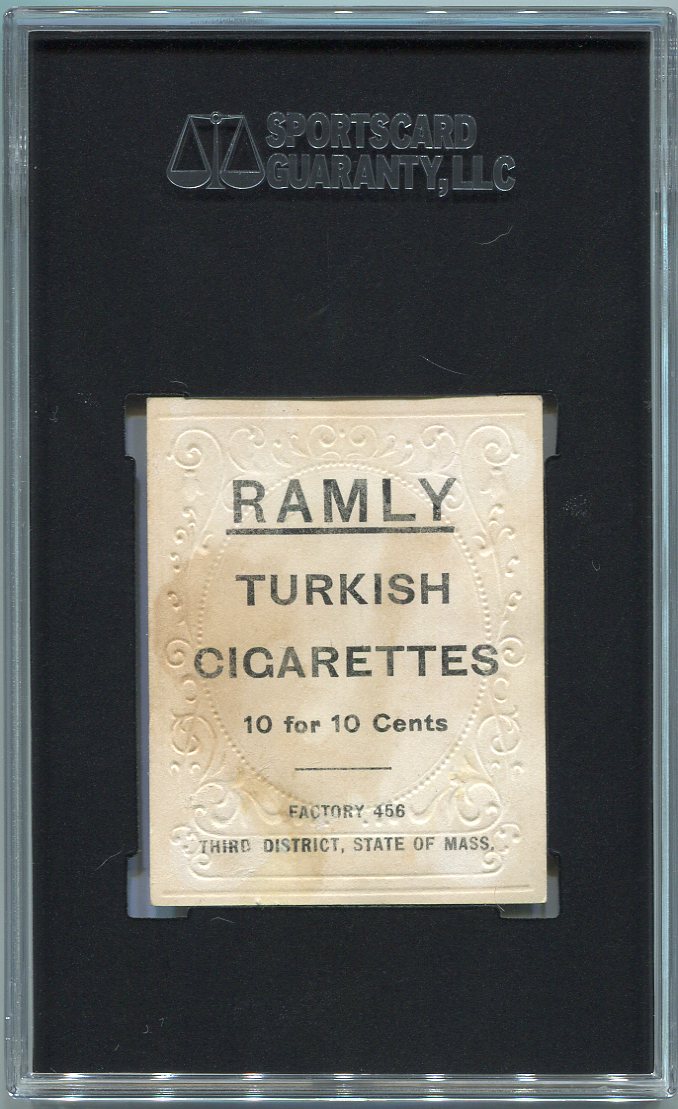 SPORTSCARD
GUARANTY, LLC
RAMLY
TURKISH
CIGARETTES
10 for 10 Cents
FACTORY 456
THIRD DISTRICT, STATE OF MASS.